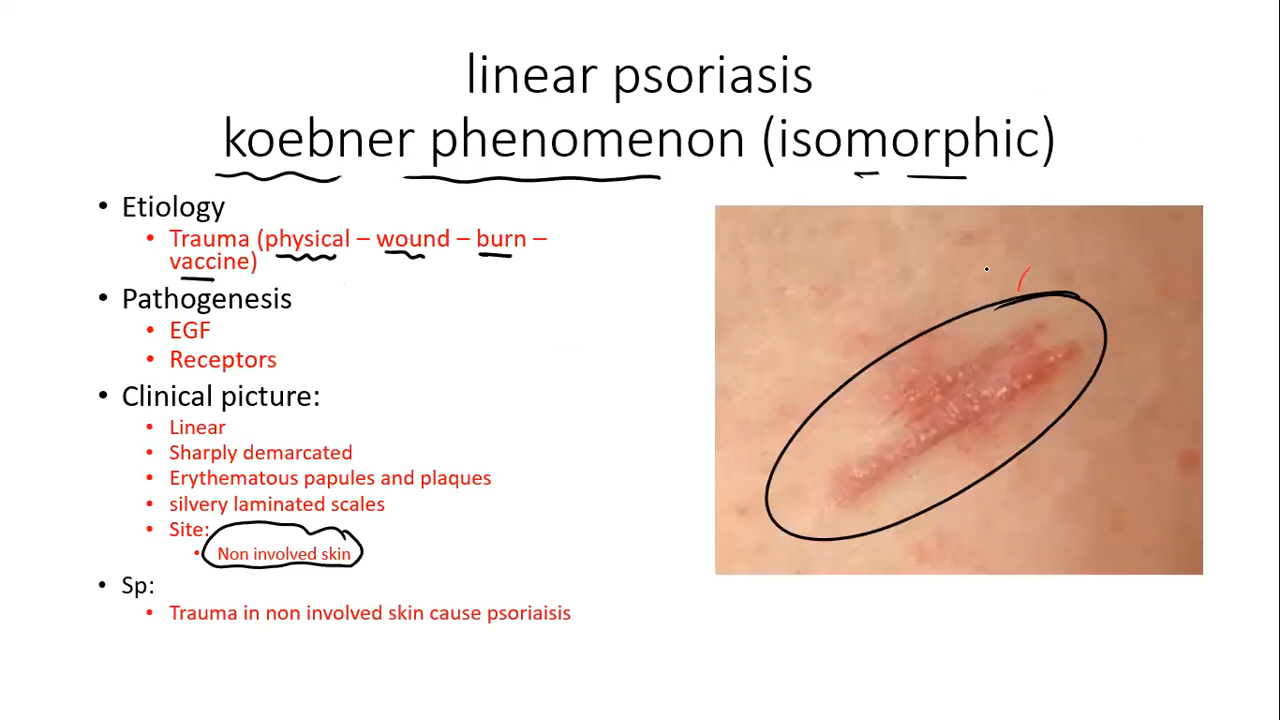 linear psoriasis
koebner phenomenon (isomorphic)
• Etiology
• Trauma (physical – wound – burn –
vaccine)
• Pathogenesis
• EGF
• Receptors
• Clinical picture:
• Linear
• Sharply demarcated
• Erythematous papules and plaques
• silvery laminated scales
• Site:
• Non involved skin
• Sp:
• Trauma in non involved skin cause psoriaisis